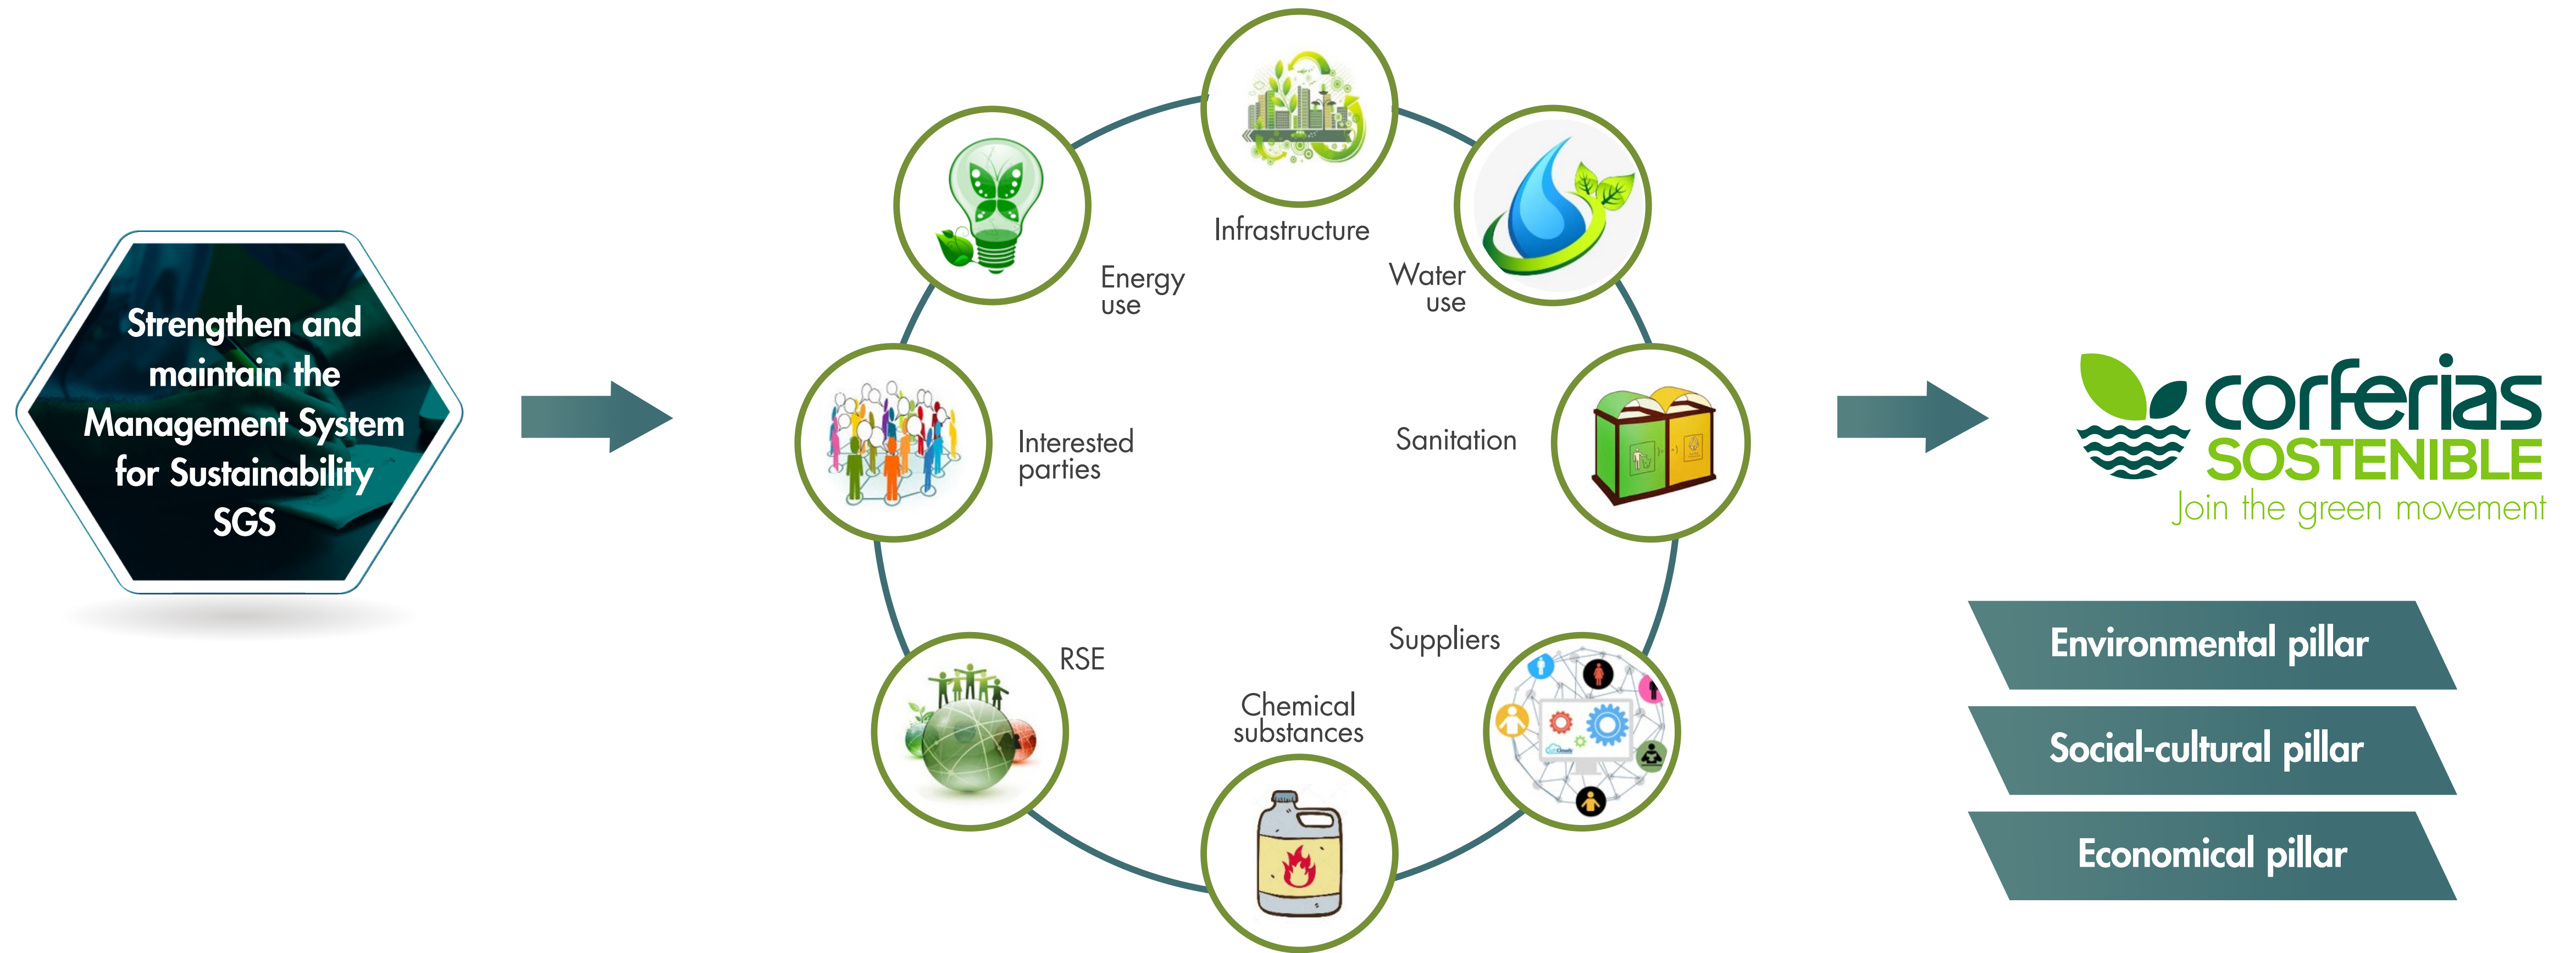 Strengthen and
maintain the
Management System
for Sustainability
SGS
Infrastructure
Energy
use
Water
use
Interested
parties
Sanitation
RSE
Suppliers
Chemical
substances
corferias
SOSTENIBLE
Join the green movement
Environmental pillar
Social-cultural pillar
Economical pillar